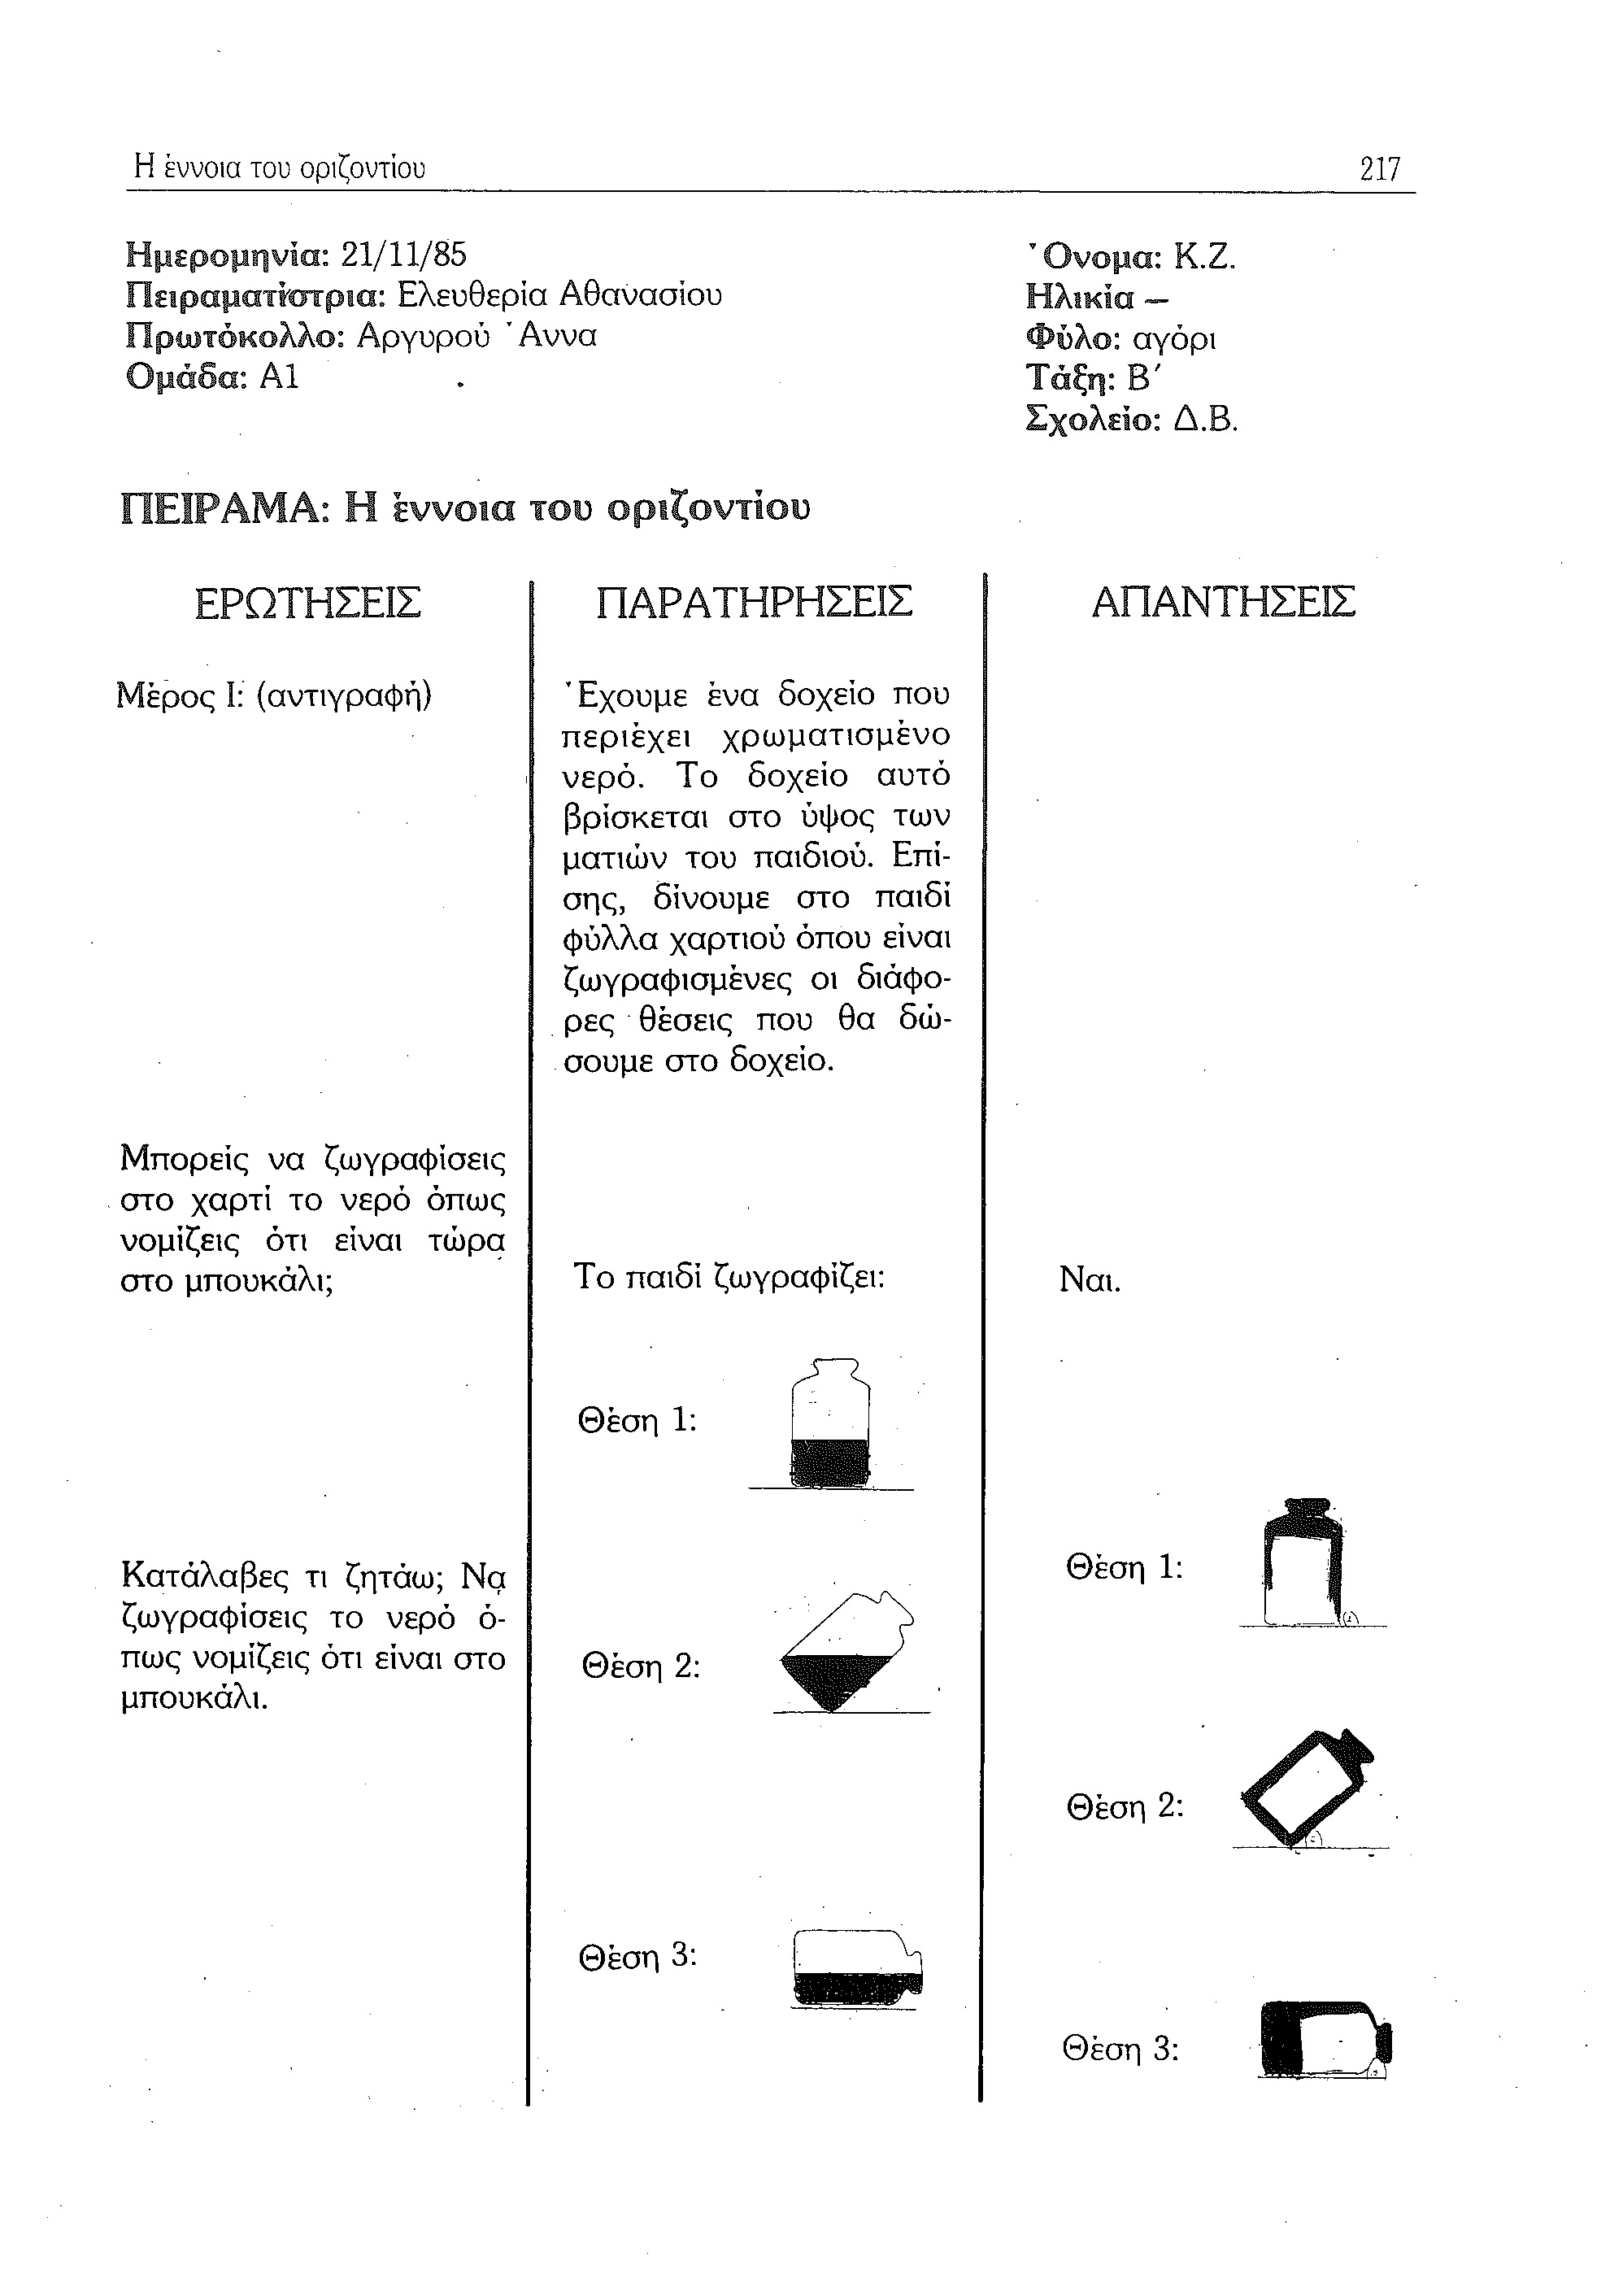 Η έννοια του οριζοντίου 217
Ημερομηνία: 21/11/85
Πειραματίστρια: Ελευθερία Αθανασίου
Πρωτόκολλο: Αργυρού Άννα
Ομάδα: Α1
Όνομα: Κ.Ζ.
Ηλικία –
Φύλο: αγόρι
Τάξη: Β΄
Σχολείο: Δ.Β.
ΠΕΙΡΑΜΑ: Η έννοια του οριζοντίου
ΕΡΩΤΗΣΕΙΣ ΠΑΡΑΤΗΡΗΣΕΙΣ ΑΠΑΝΤΗΣΕΙΣ
Μέρος Ι: (αντιγραφή)
Έχουμε ένα δοχείο που
περιέχει χρωματισμένο
νερό. Το δοχείο αυτό
βρίσκεται στο ύψος των
ματιών του παιδιού. Επί-
σης, δίνουμε στο παιδί
φύλλα χαρτιού όπου είναι
ζωγραφισμένες οι διάφο-
ρες θέσεις που θα δώ-
σουμε στο δοχείο.
Μπορείς να ζωγραφίσεις
στο χαρτί το νερό όπως
νομίζεις ότι είναι τώρα
στο μπουκάλι;
Το παιδί ζωγραφίζει:
Ναι.
Θέση 1:
Θέση 1:
Κατάλαβες τι ζητάω; Να
ζωγραφίσεις το νερό ό-
πως νομίζεις ότι είναι στο
μπουκάλι.
Θέση 2:
Θέση 2:
Θέση 3:
Θέση 3: